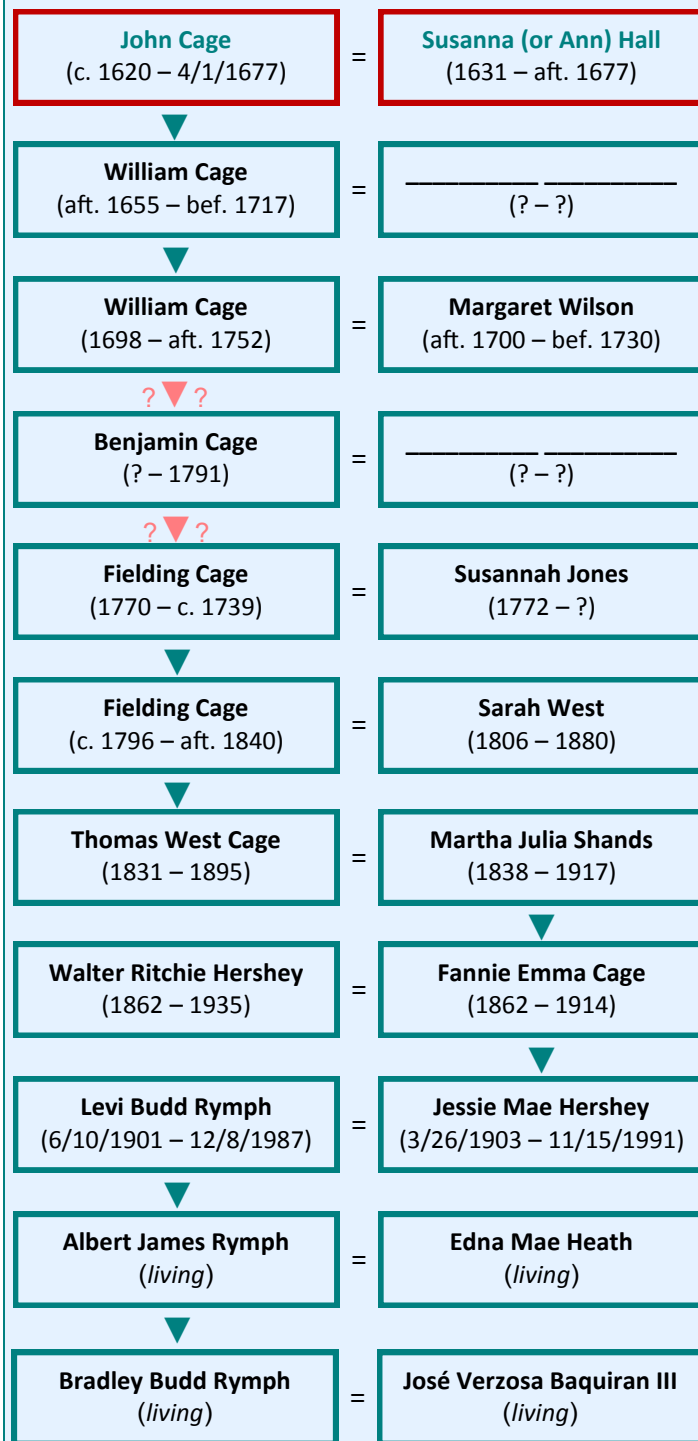 John Cage = Susanna (or Ann) Hall
(c. 1620 – 4/1/1677) (1631 – aft. 1677)
William Cage = __________ __________
(aft. 1655 – bef. 1717) (? – ?)
William Cage = Margaret Wilson
(1698 – aft. 1752) (aft. 1700 – bef. 1730)
? ?
Benjamin Cage = __________ __________
(? – 1791) (? – ?)
? ?
Fielding Cage = Susannah Jones
(1770 – c. 1739) (1772 – ?)
Fielding Cage = Sarah West
(c. 1796 – aft. 1840) (1806 – 1880)
Thomas West Cage = Martha Julia Shands
(1831 – 1895) (1838 – 1917)
Walter Ritchie Hershey = Fannie Emma Cage
(1862 – 1935) (1862 – 1914)
Levi Budd Rymph = Jessie Mae Hershey
(6/10/1901 – 12/8/1987) (3/26/1903 – 11/15/1991)
Albert James Rymph = Edna Mae Heath
(living) (living)
Bradley Budd Rymph = José Verzosa Baquiran III
(living) (living)